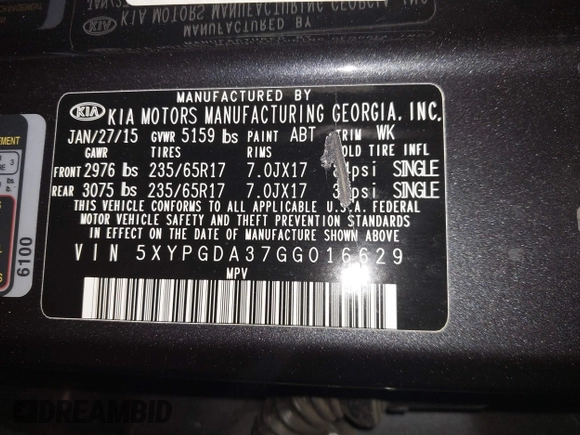 MANUFACTURED BY
KIA KIA MOTORS MANUFACTURING GEORGIA, INC.
JAN/27/15 GVWR 5159 lbs PAINT ABT TRIM WK
GAWR TIRES RIMS COLD TIRE INFL
FRONT 2976 lbs 235/65R17 7.0JX17 psi SINGLE
REAR 3075 lbs 235/65R17 7.0JX17 psi SINGLE
THIS VEHICLE CONFORMS TO ALL APPLICABLE U.S.A. FEDERAL
MOTOR VEHICLE SAFETY AND THEFT PREVENTION STANDARDS
IN EFFECT ON THE DATE OF MANUFACTURE SHOWN ABOVE.
VIN 5XYPGDA37GG016629
MPV
6100
DREAMBID